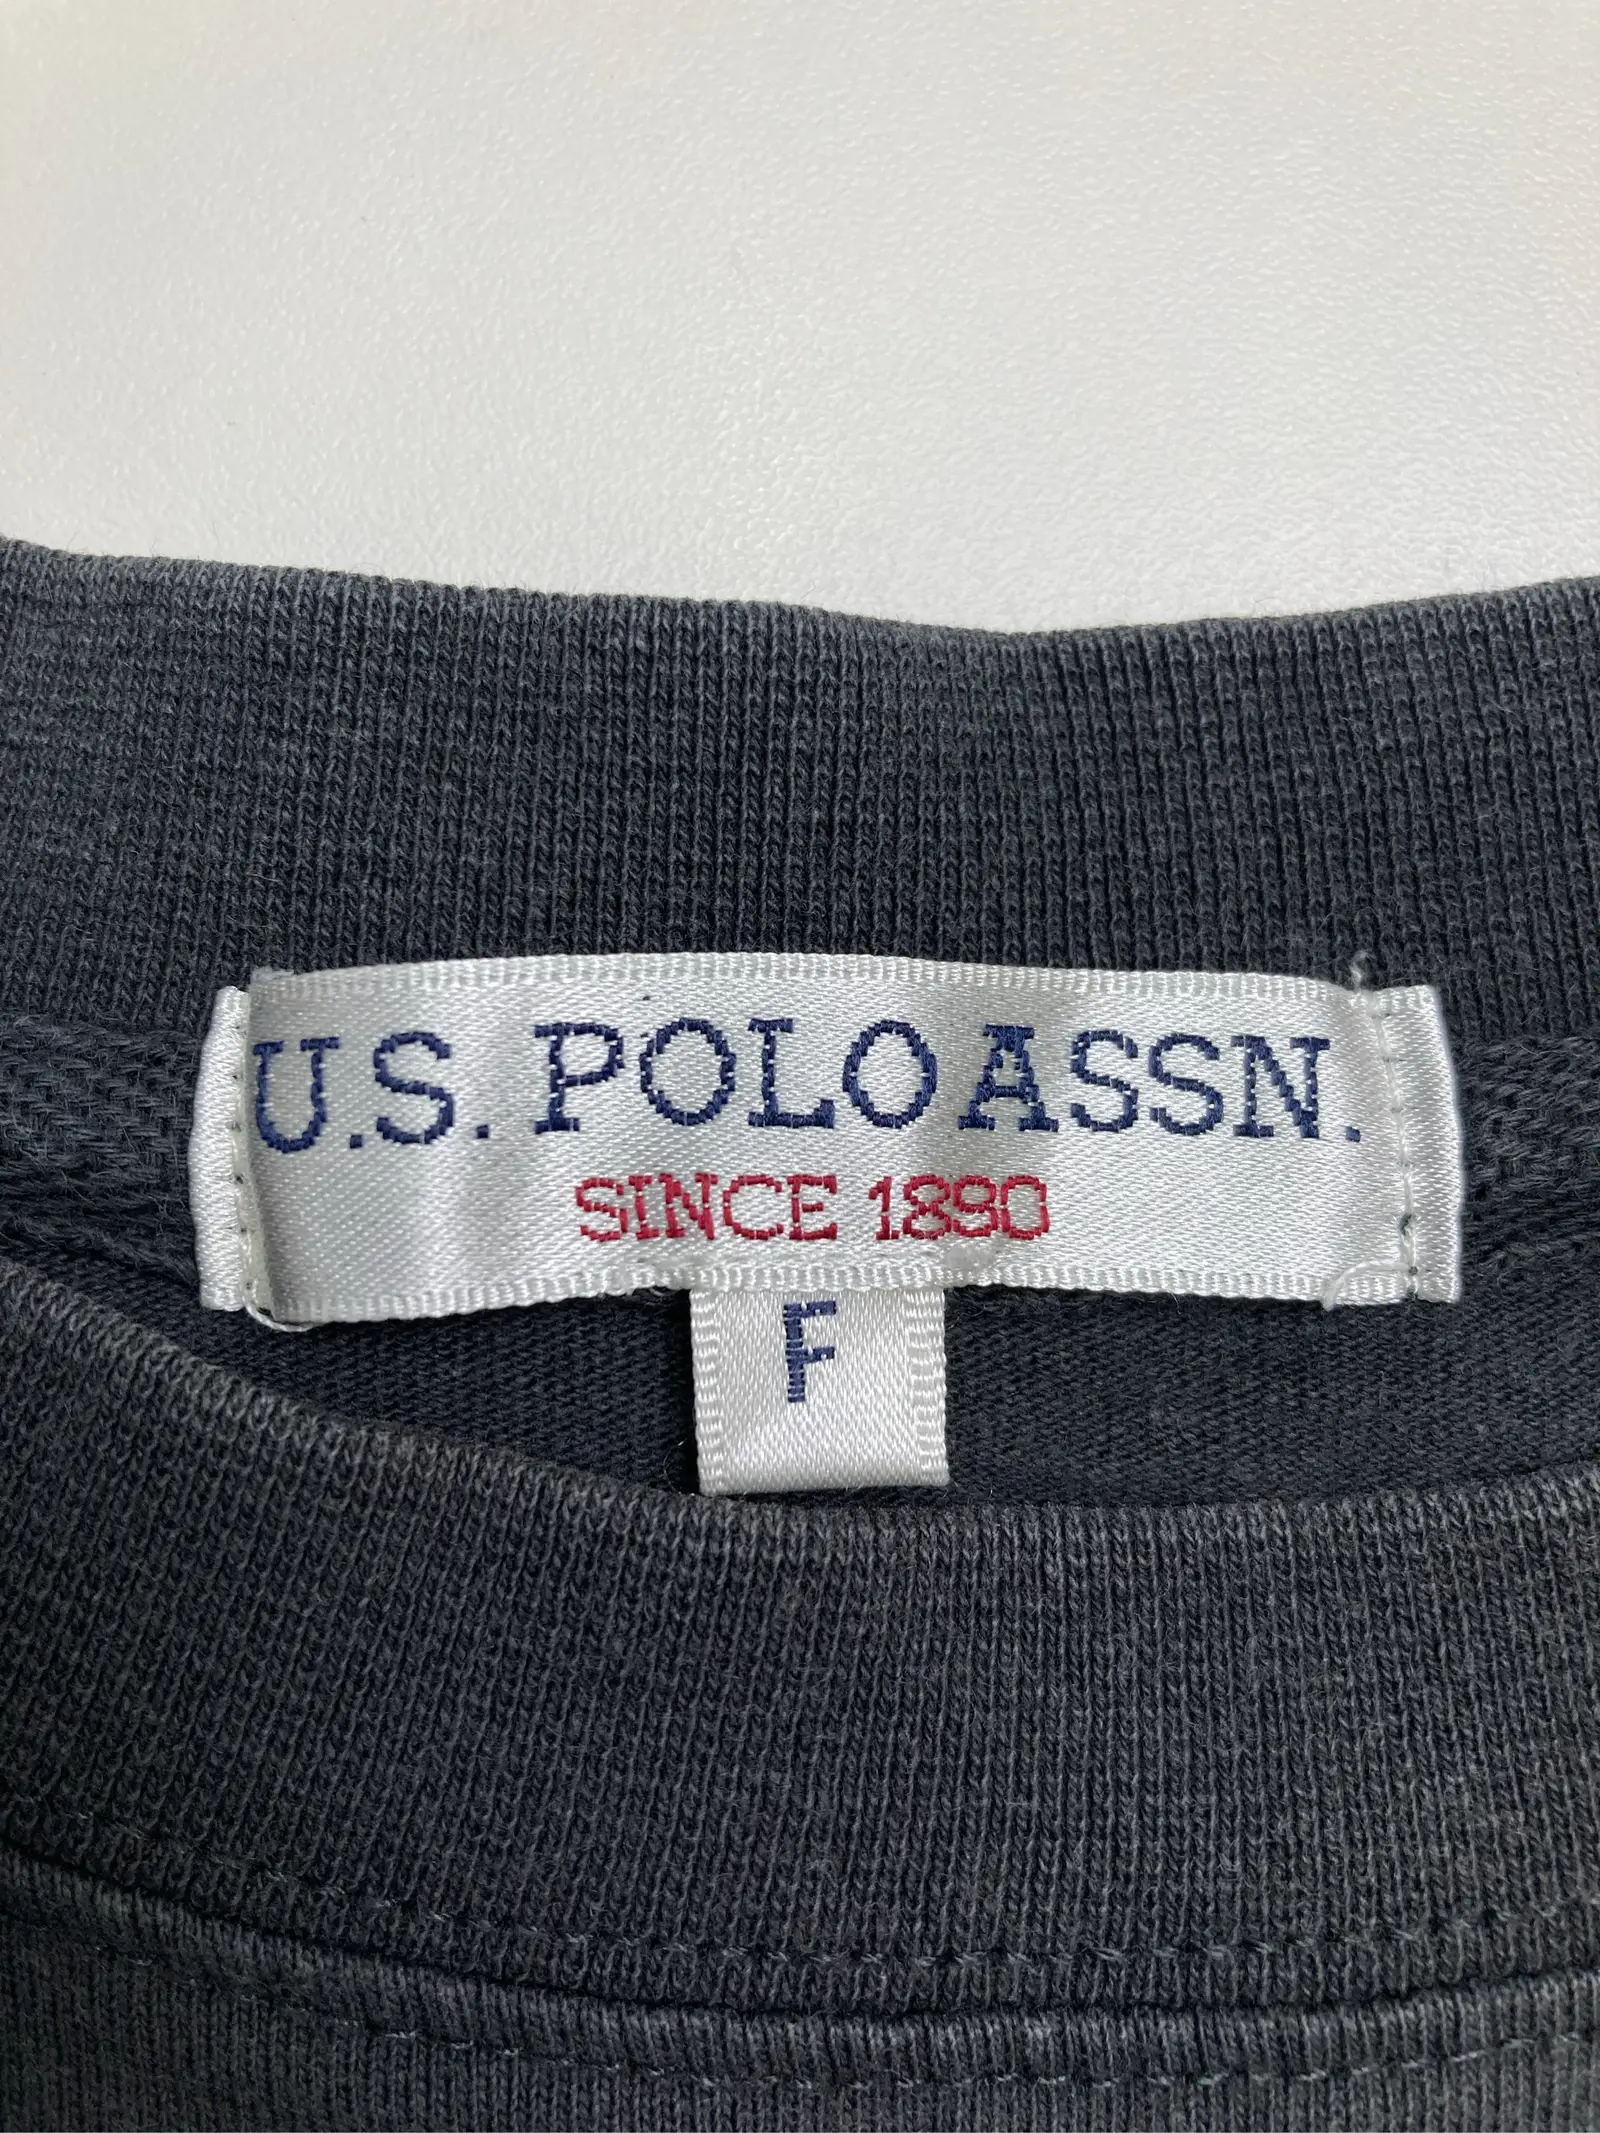 U.S. POLO ASSN.
SINCE 1890
F